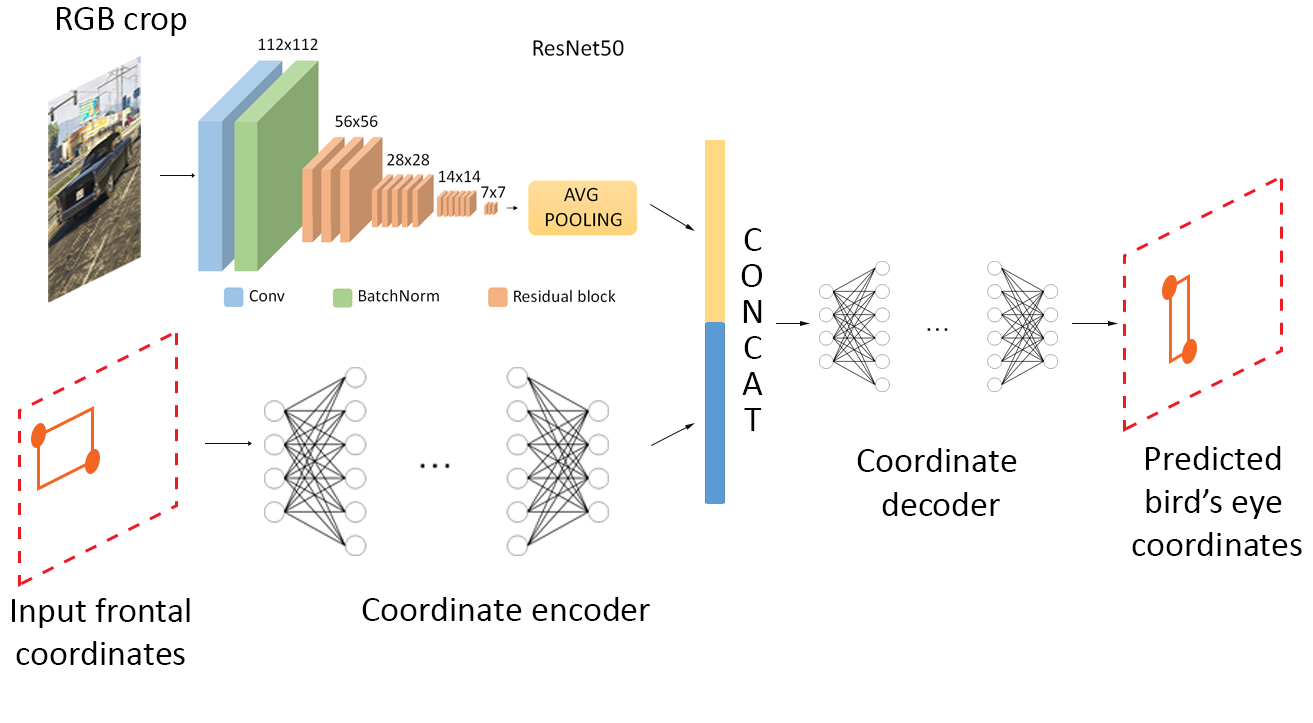 RGB crop
112x112
ResNet50
56x56
28x28
14x14
7x7
AVG
POOLING
Conv
BatchNorm
Residual block
CONCAT
...
...
Coordinate
decoder
Predicted
bird's eye
coordinates
Input frontal
coordinates
Coordinate encoder